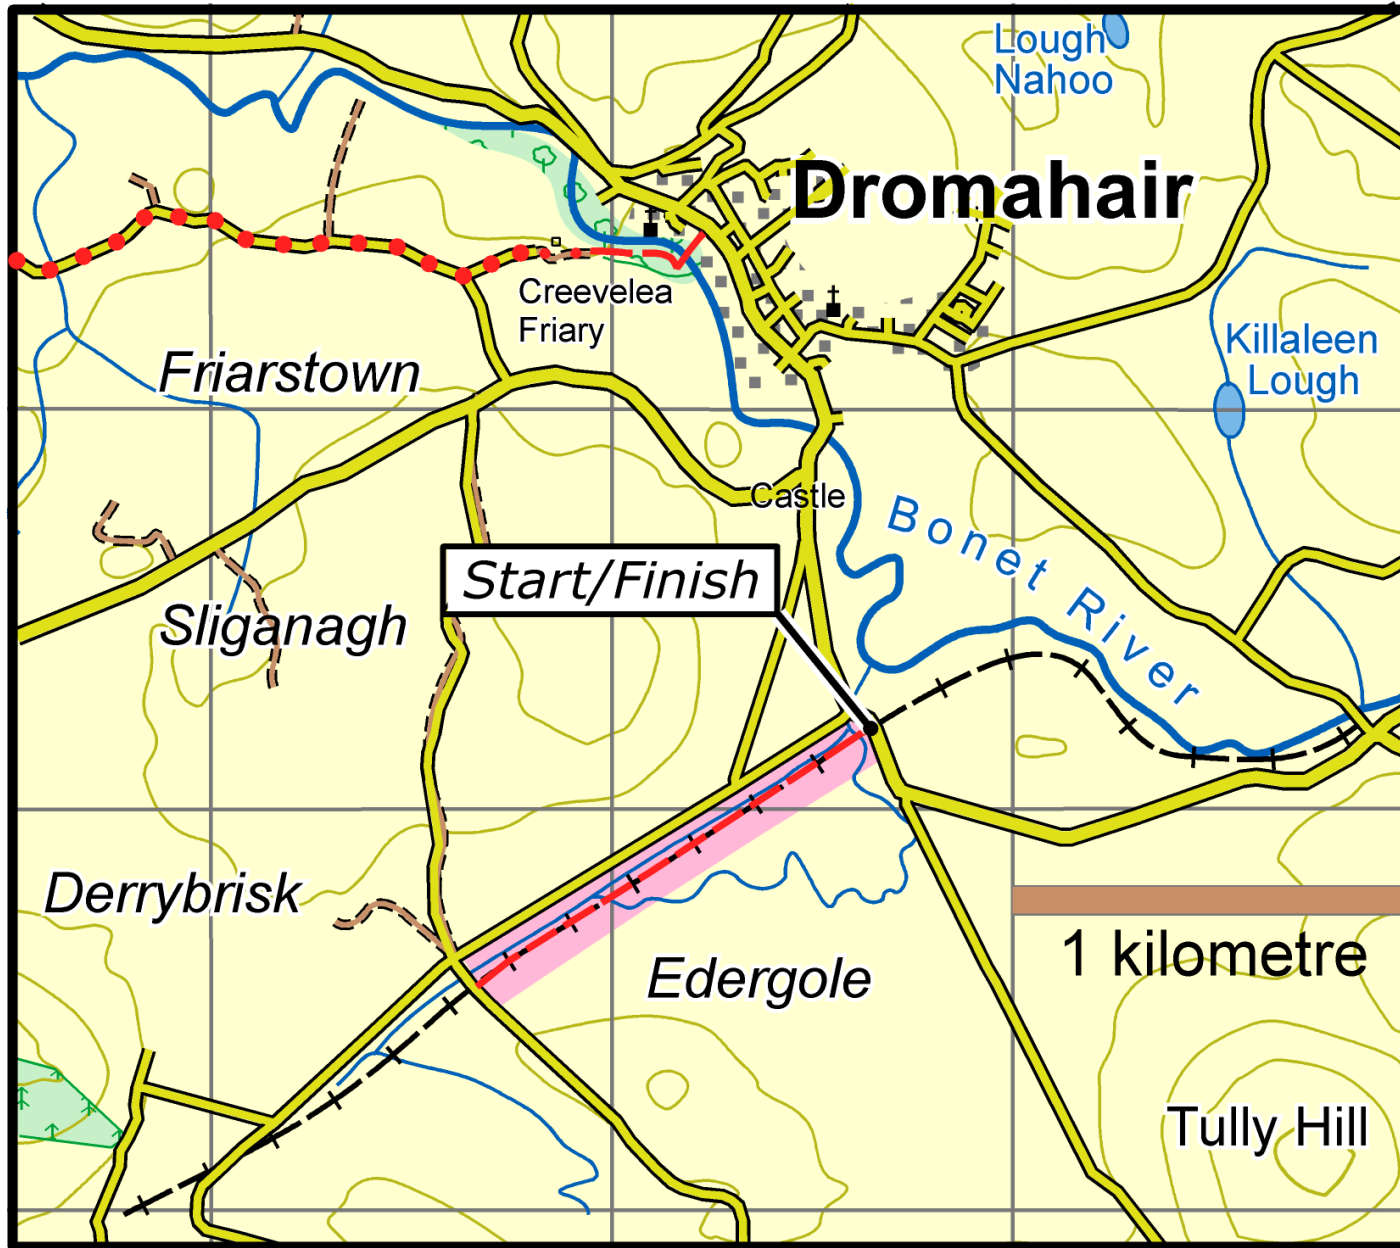 Lough
Nahoo
Dromahair
Creevelea
Friary
Killaleen
Lough
Friarstown
Castle
Bonet River
Start/Finish
Sliganagh
Derrybrisk
1 kilometre
Edergole
Tully Hill